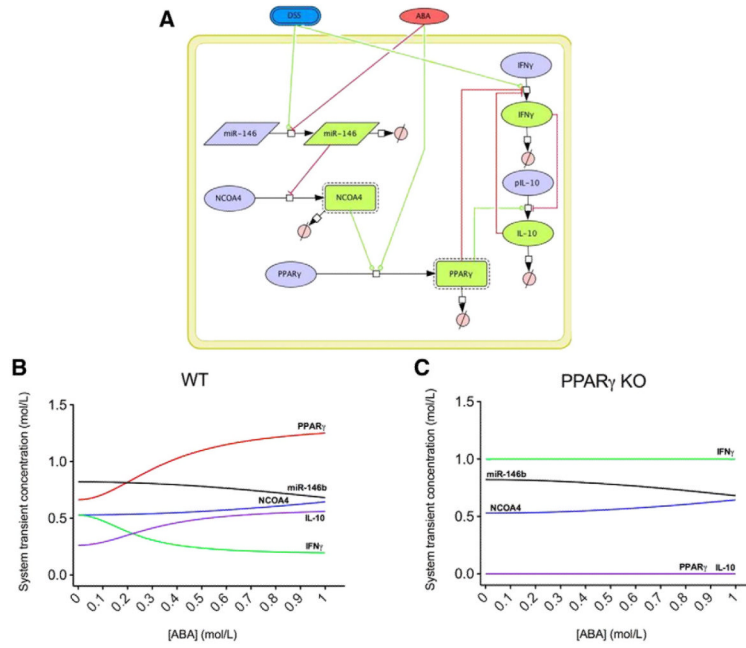 A
DSS
ABA
IFNγ
miR-146
miR-146
IFNγ
pIL-10
NCOA4
NCOA4
IL-10
PPARγ
PPARγ
B
WT
System transient concentration (mol/L)
1.5
1.0
0.5
0.0
PPARγ
miR-146b
NCOA4
IL-10
IFNγ
0
0.1
0.2
0.3
0.4
0.5
0.6
0.7
0.8
0.9
1
[ABA] (mol/L)
C
PPARγ KO
System transient concentration (mol/L)
1.5
1.0
0.5
0.0
IFNγ
miR-146b
NCOA4
PPARγ IL-10
0
0.1
0.2
0.3
0.4
0.5
0.6
0.7
0.8
0.9
1
[ABA] (mol/L)